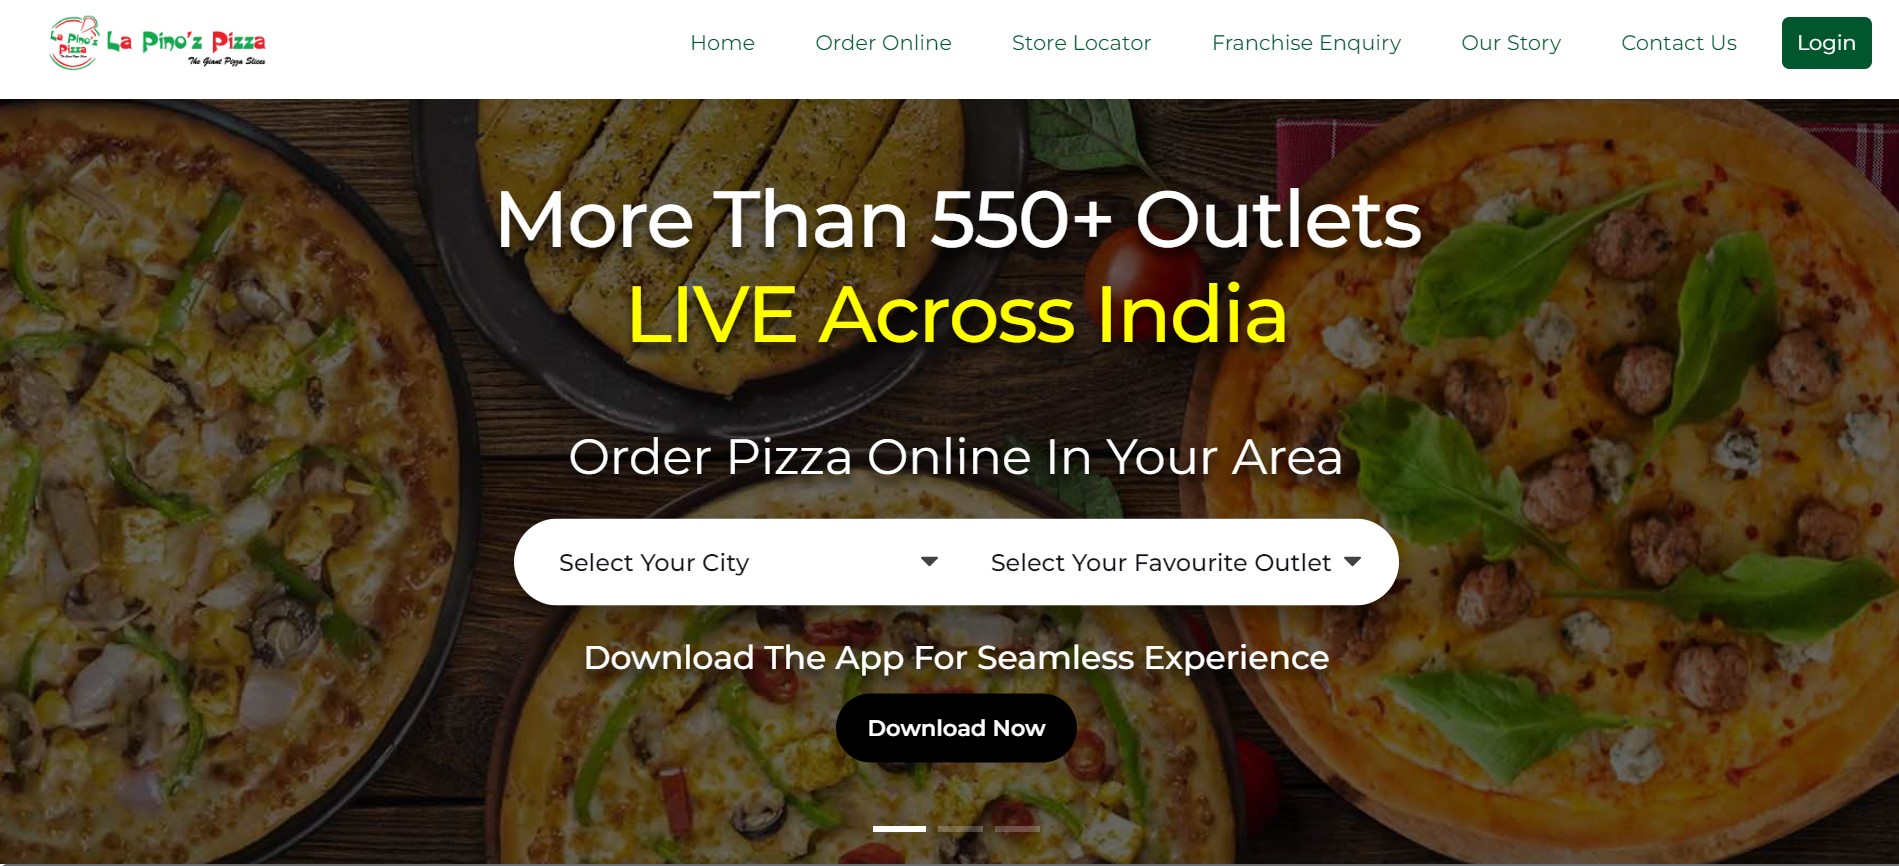 La Pino'z
Pizza
La Pino'z Pizza
The Giant Pizza Slices
Home
Order Online
Store Locator
Franchise Enquiry
Our Story
Contact Us
Login
More Than 550+ Outlets
LIVE Across India
Order Pizza Online In Your Area
Select Your City
Select Your Favourite Outlet
Download The App For Seamless Experience
Download Now